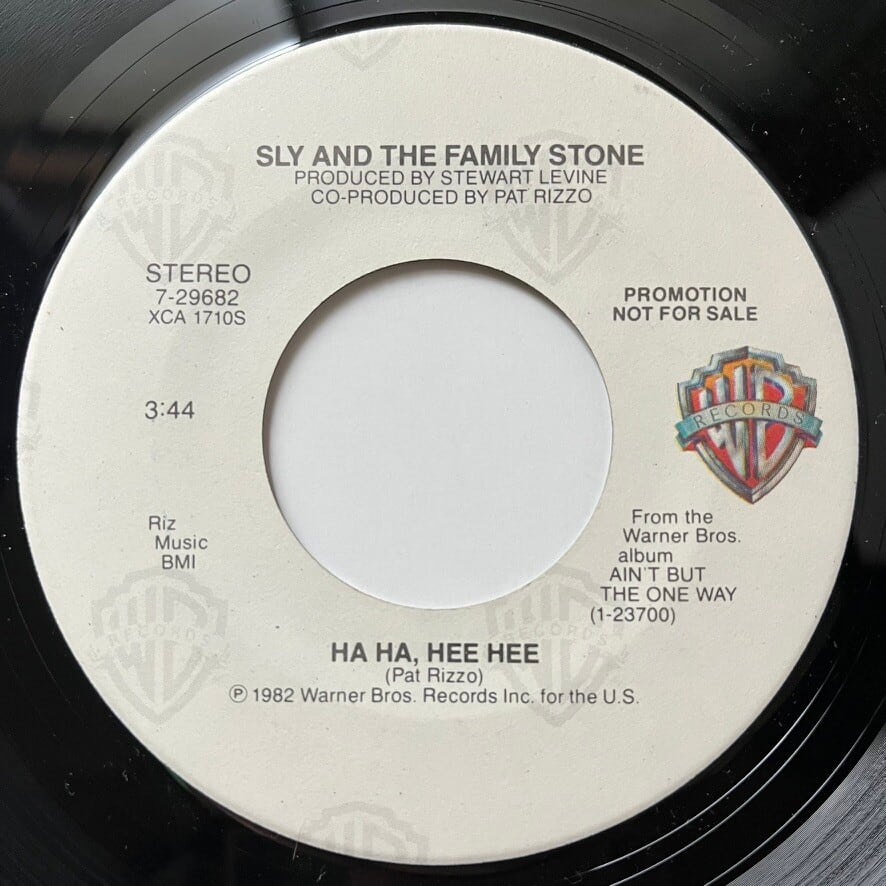 SLY AND THE FAMILY STONE
PRODUCED BY STEWART LEVINE
CO-PRODUCED BY PAT RIZZO
STEREO
7-29682
XCA 1710S
PROMOTION
NOT FOR SALE
3:44
RECORDS
Riz
Music
BMI
From the
Warner Bros.
album
AIN'T BUT
THE ONE WAY
(1-23700)
HA HA, HEE HEE
(Pat Rizzo)
℗ 1982 Warner Bros. Records Inc. for the U.S.